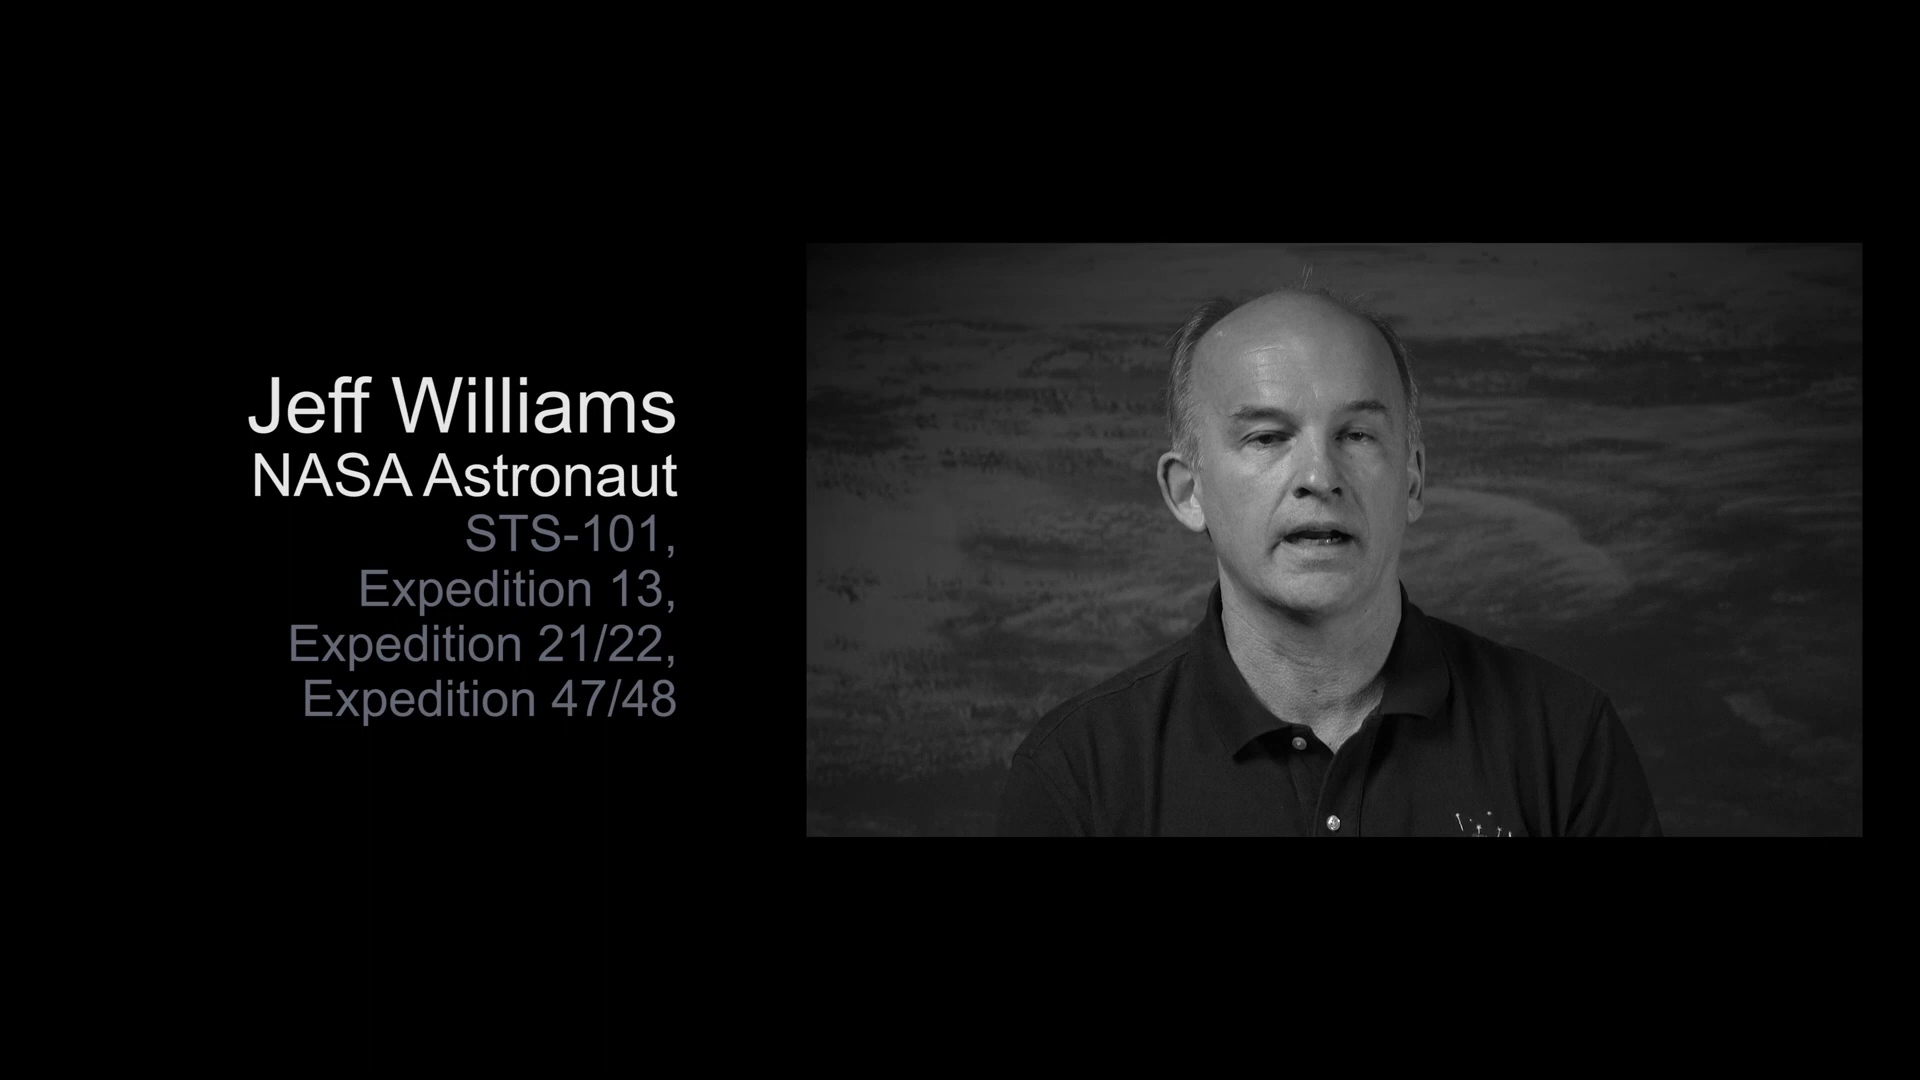 Jeff Williams
NASA Astronaut
STS-101,
Expedition 13,
Expedition 21/22,
Expedition 47/48